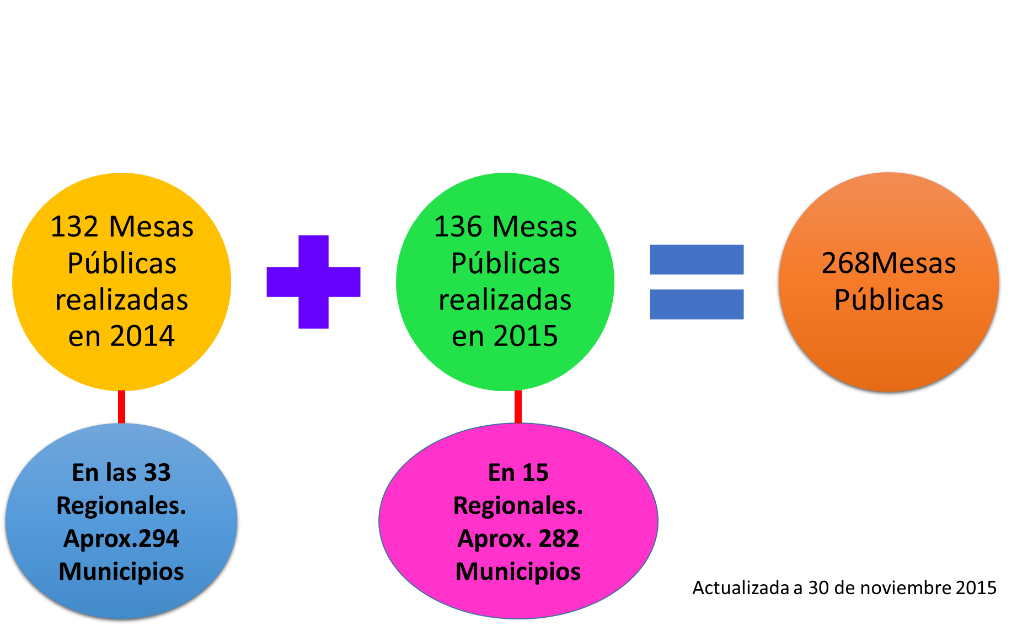 132 Mesas
Públicas
realizadas
en 2014
136 Mesas
Públicas
realizadas
en 2015
268Mesas
Públicas
En las 33
Regionales.
Aprox.294
Municipios
En 15
Regionales.
Aprox. 282
Municipios
Actualizada a 30 de noviembre 2015